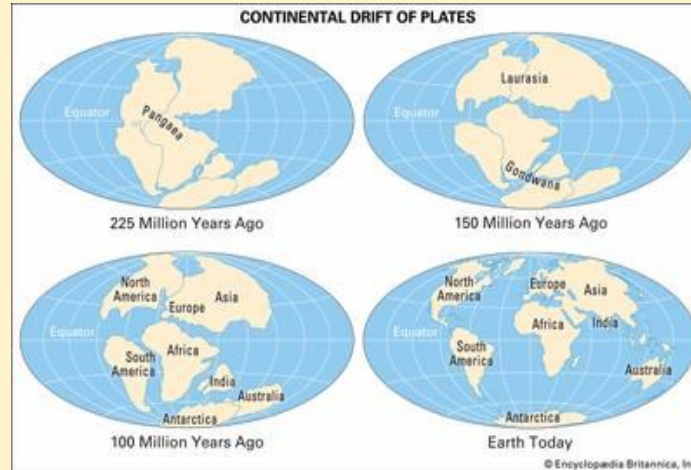 CONTINENTAL DRIFT OF PLATES
Equator
Pangaea
225 Million Years Ago
Laurasia
Equator
Gondwana
150 Million Years Ago
North
America
Asia
Europe
Equator
South
America
Africa
India
Australia
Antarctica
100 Million Years Ago
North
America
Europe
Asia
Equator
Africa
India
South
America
Australia
Antarctica
Earth Today
© Encyclopædia Britannica, In